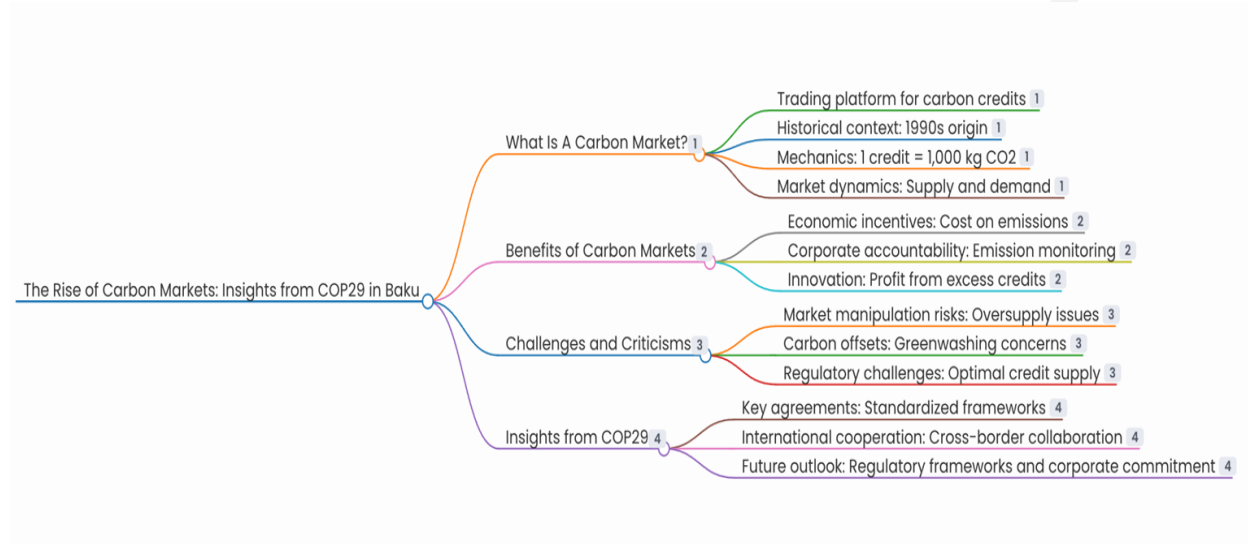 The Rise of Carbon Markets: Insights from COP29 in Baku
What Is A Carbon Market? 1
Trading platform for carbon credits 1
Historical context: 1990s origin 1
Mechanics: 1 credit = 1,000 kg CO2 1
Market dynamics: Supply and demand 1
Benefits of Carbon Markets 2
Economic incentives: Cost on emissions 2
Corporate accountability: Emission monitoring 2
Innovation: Profit from excess credits 2
Challenges and Criticisms 3
Market manipulation risks: Oversupply issues 3
Carbon offsets: Greenwashing concerns 3
Regulatory challenges: Optimal credit supply 3
Insights from COP29 4
Key agreements: Standardized frameworks 4
International cooperation: Cross-border collaboration 4
Future outlook: Regulatory frameworks and corporate commitment 4